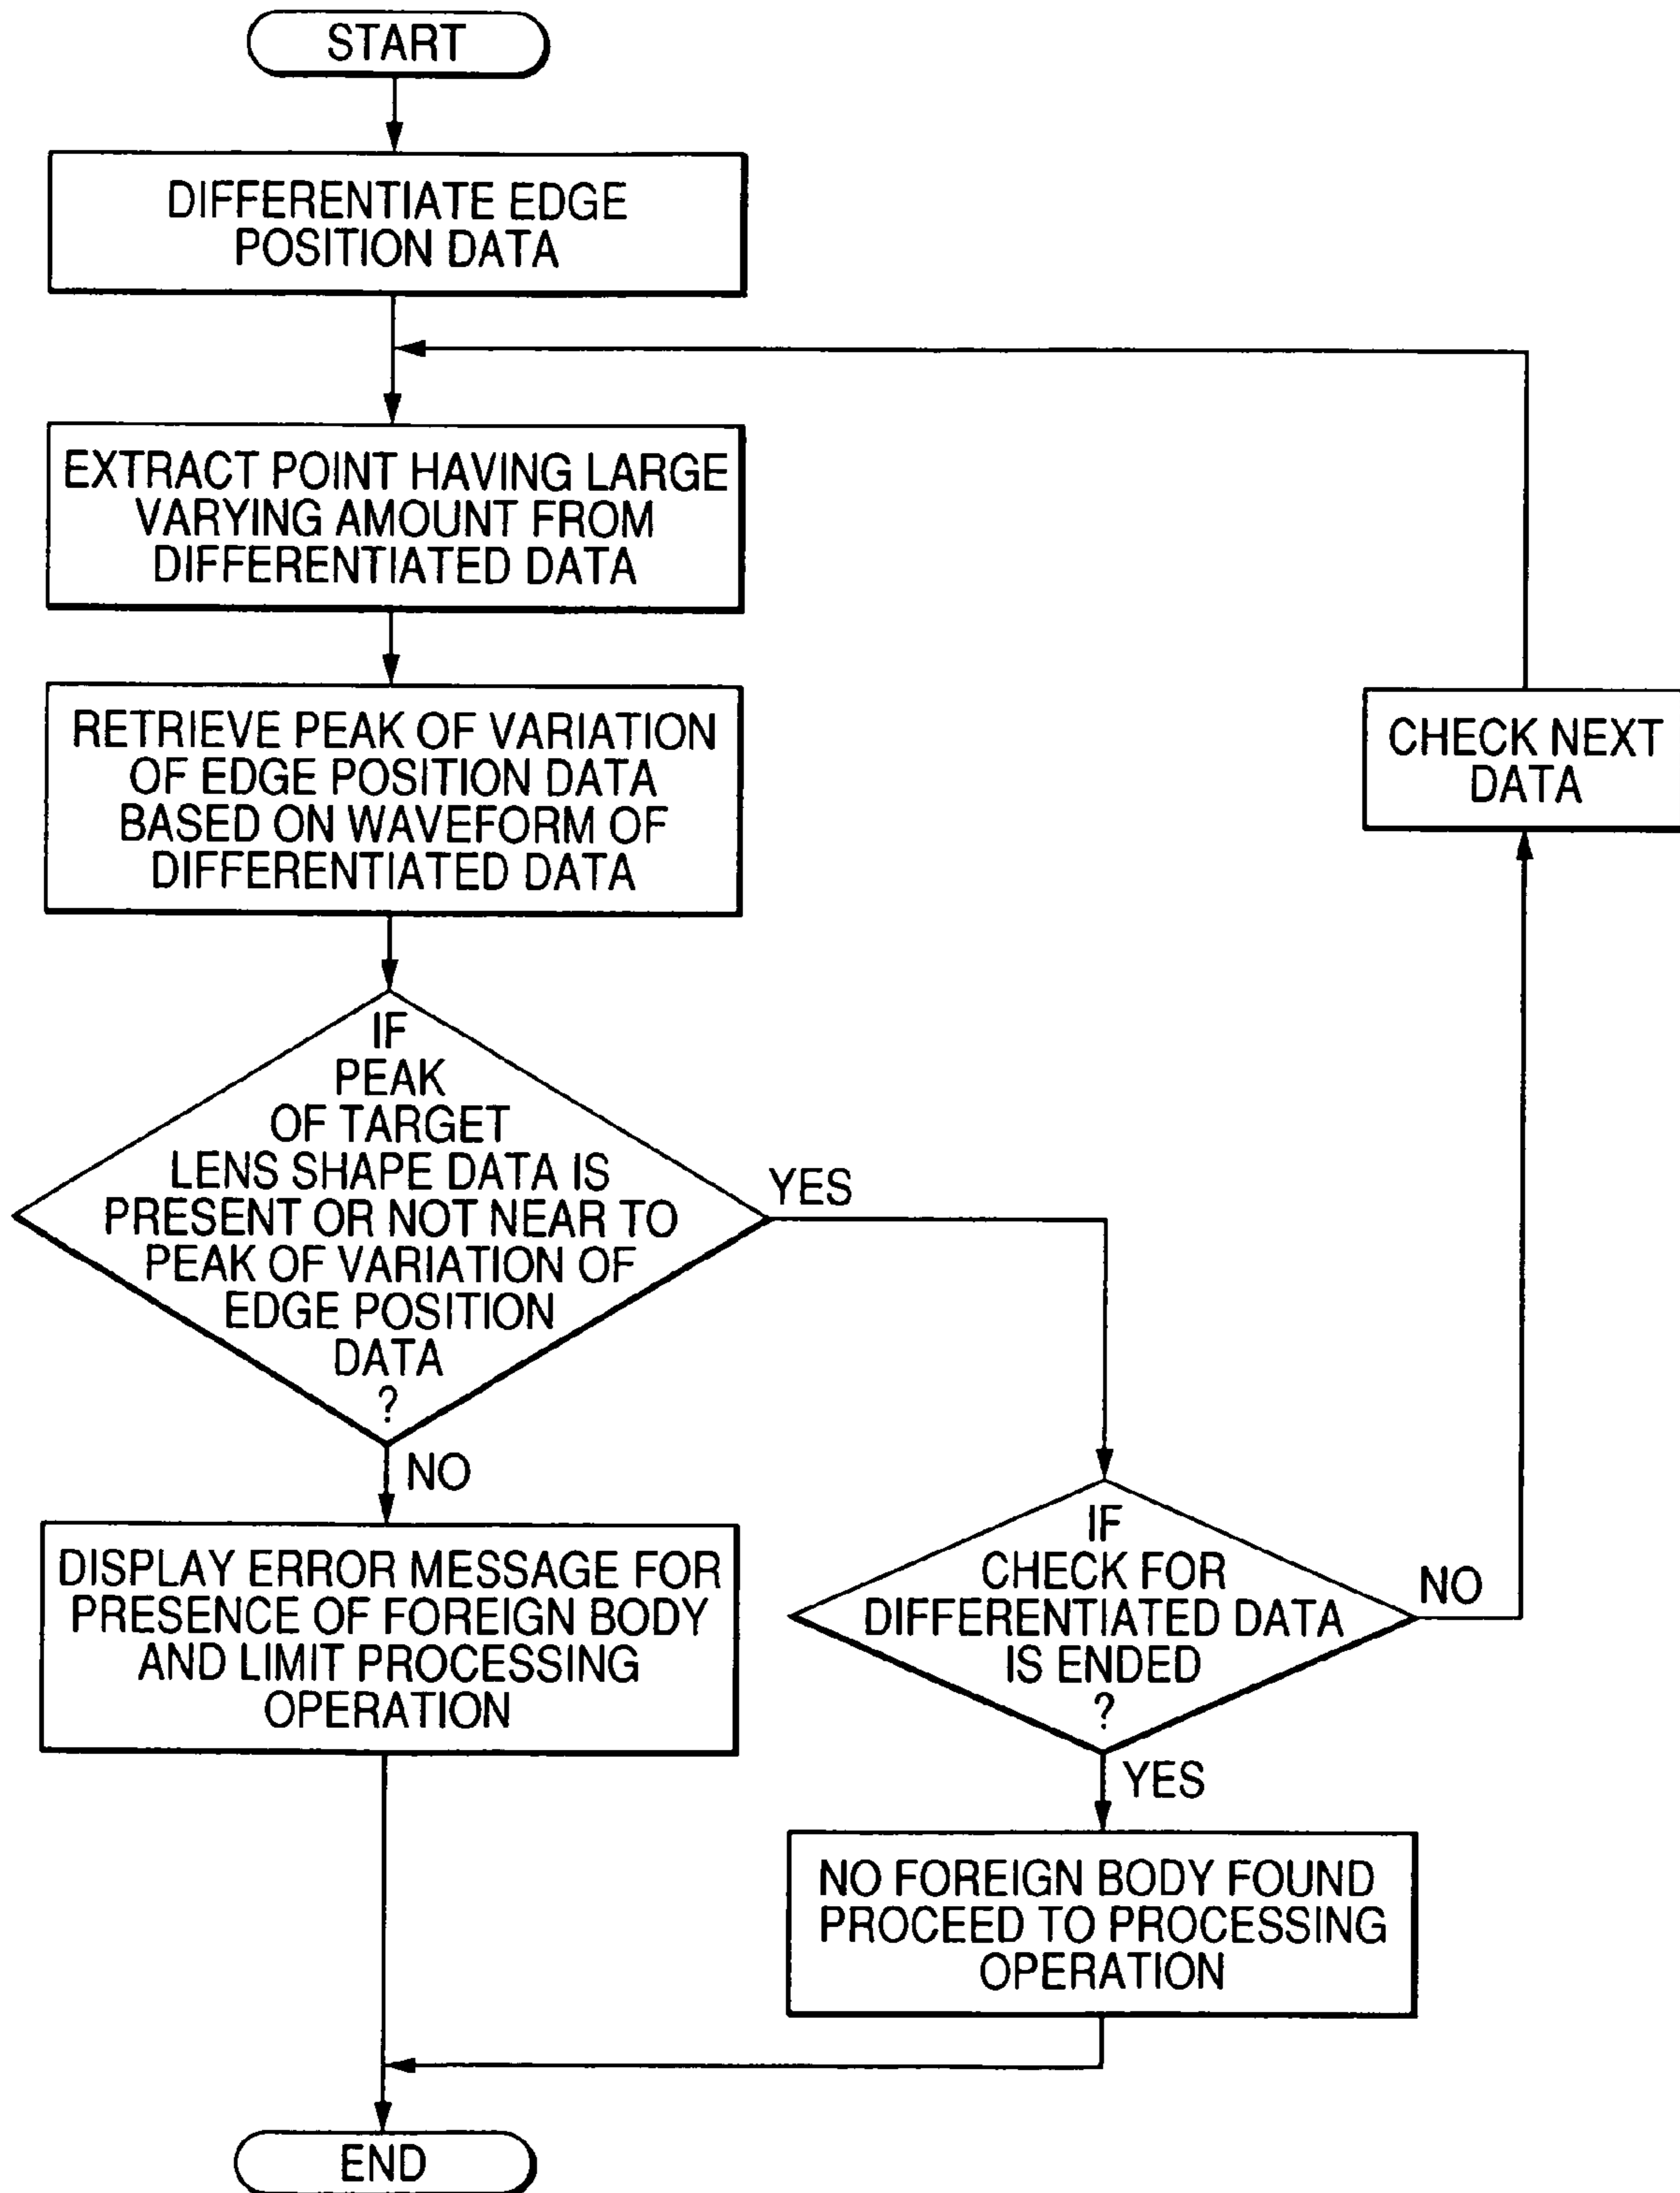 START
DIFFERENTIATE EDGE
POSITION DATA
EXTRACT POINT HAVING LARGE
VARYING AMOUNT FROM
DIFFERENTIATED DATA
RETRIEVE PEAK OF VARIATION
OF EDGE POSITION DATA
BASED ON WAVEFORM OF
DIFFERENTIATED DATA
CHECK NEXT
DATA
IF
PEAK
OF TARGET
LENS SHAPE DATA IS
PRESENT OR NOT NEAR TO
PEAK OF VARIATION OF
EDGE POSITION
DATA
?
YES
NO
DISPLAY ERROR MESSAGE FOR
PRESENCE OF FOREIGN BODY
AND LIMIT PROCESSING
OPERATION
IF
CHECK FOR
DIFFERENTIATED DATA
IS ENDED
?
NO
YES
NO FOREIGN BODY FOUND
PROCEED TO PROCESSING
OPERATION
END